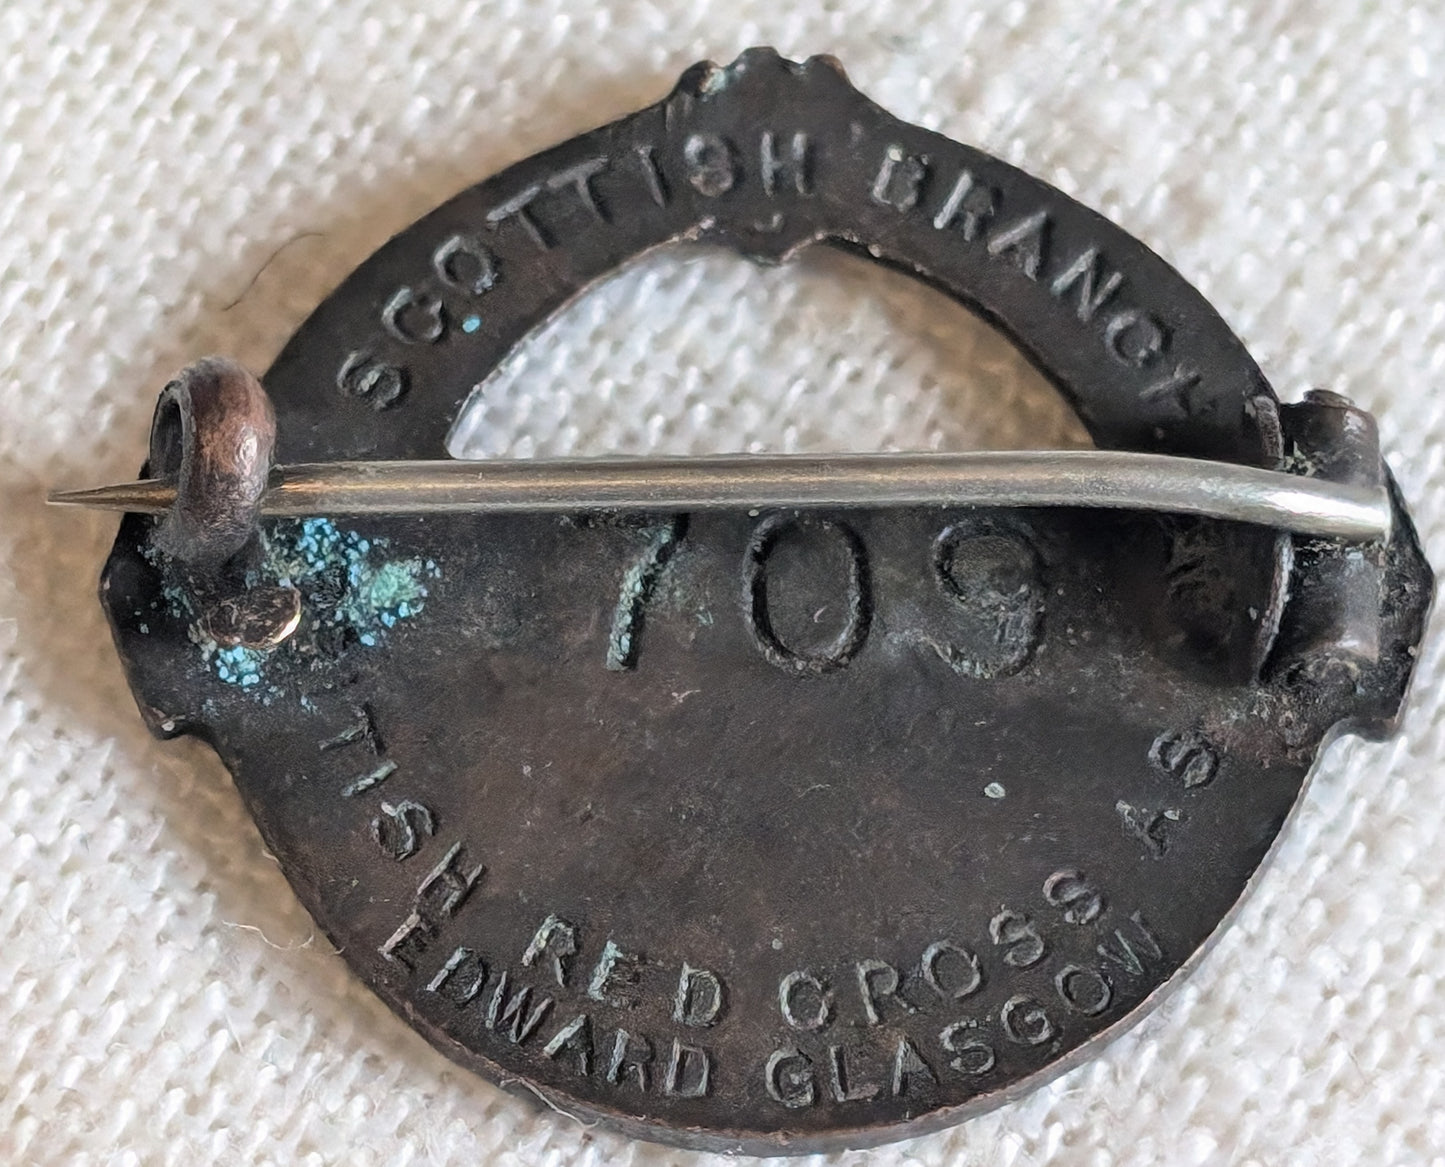 SCOTTISH BRANCH
709
TISH RED CROSS
EDWARD GLASGOW